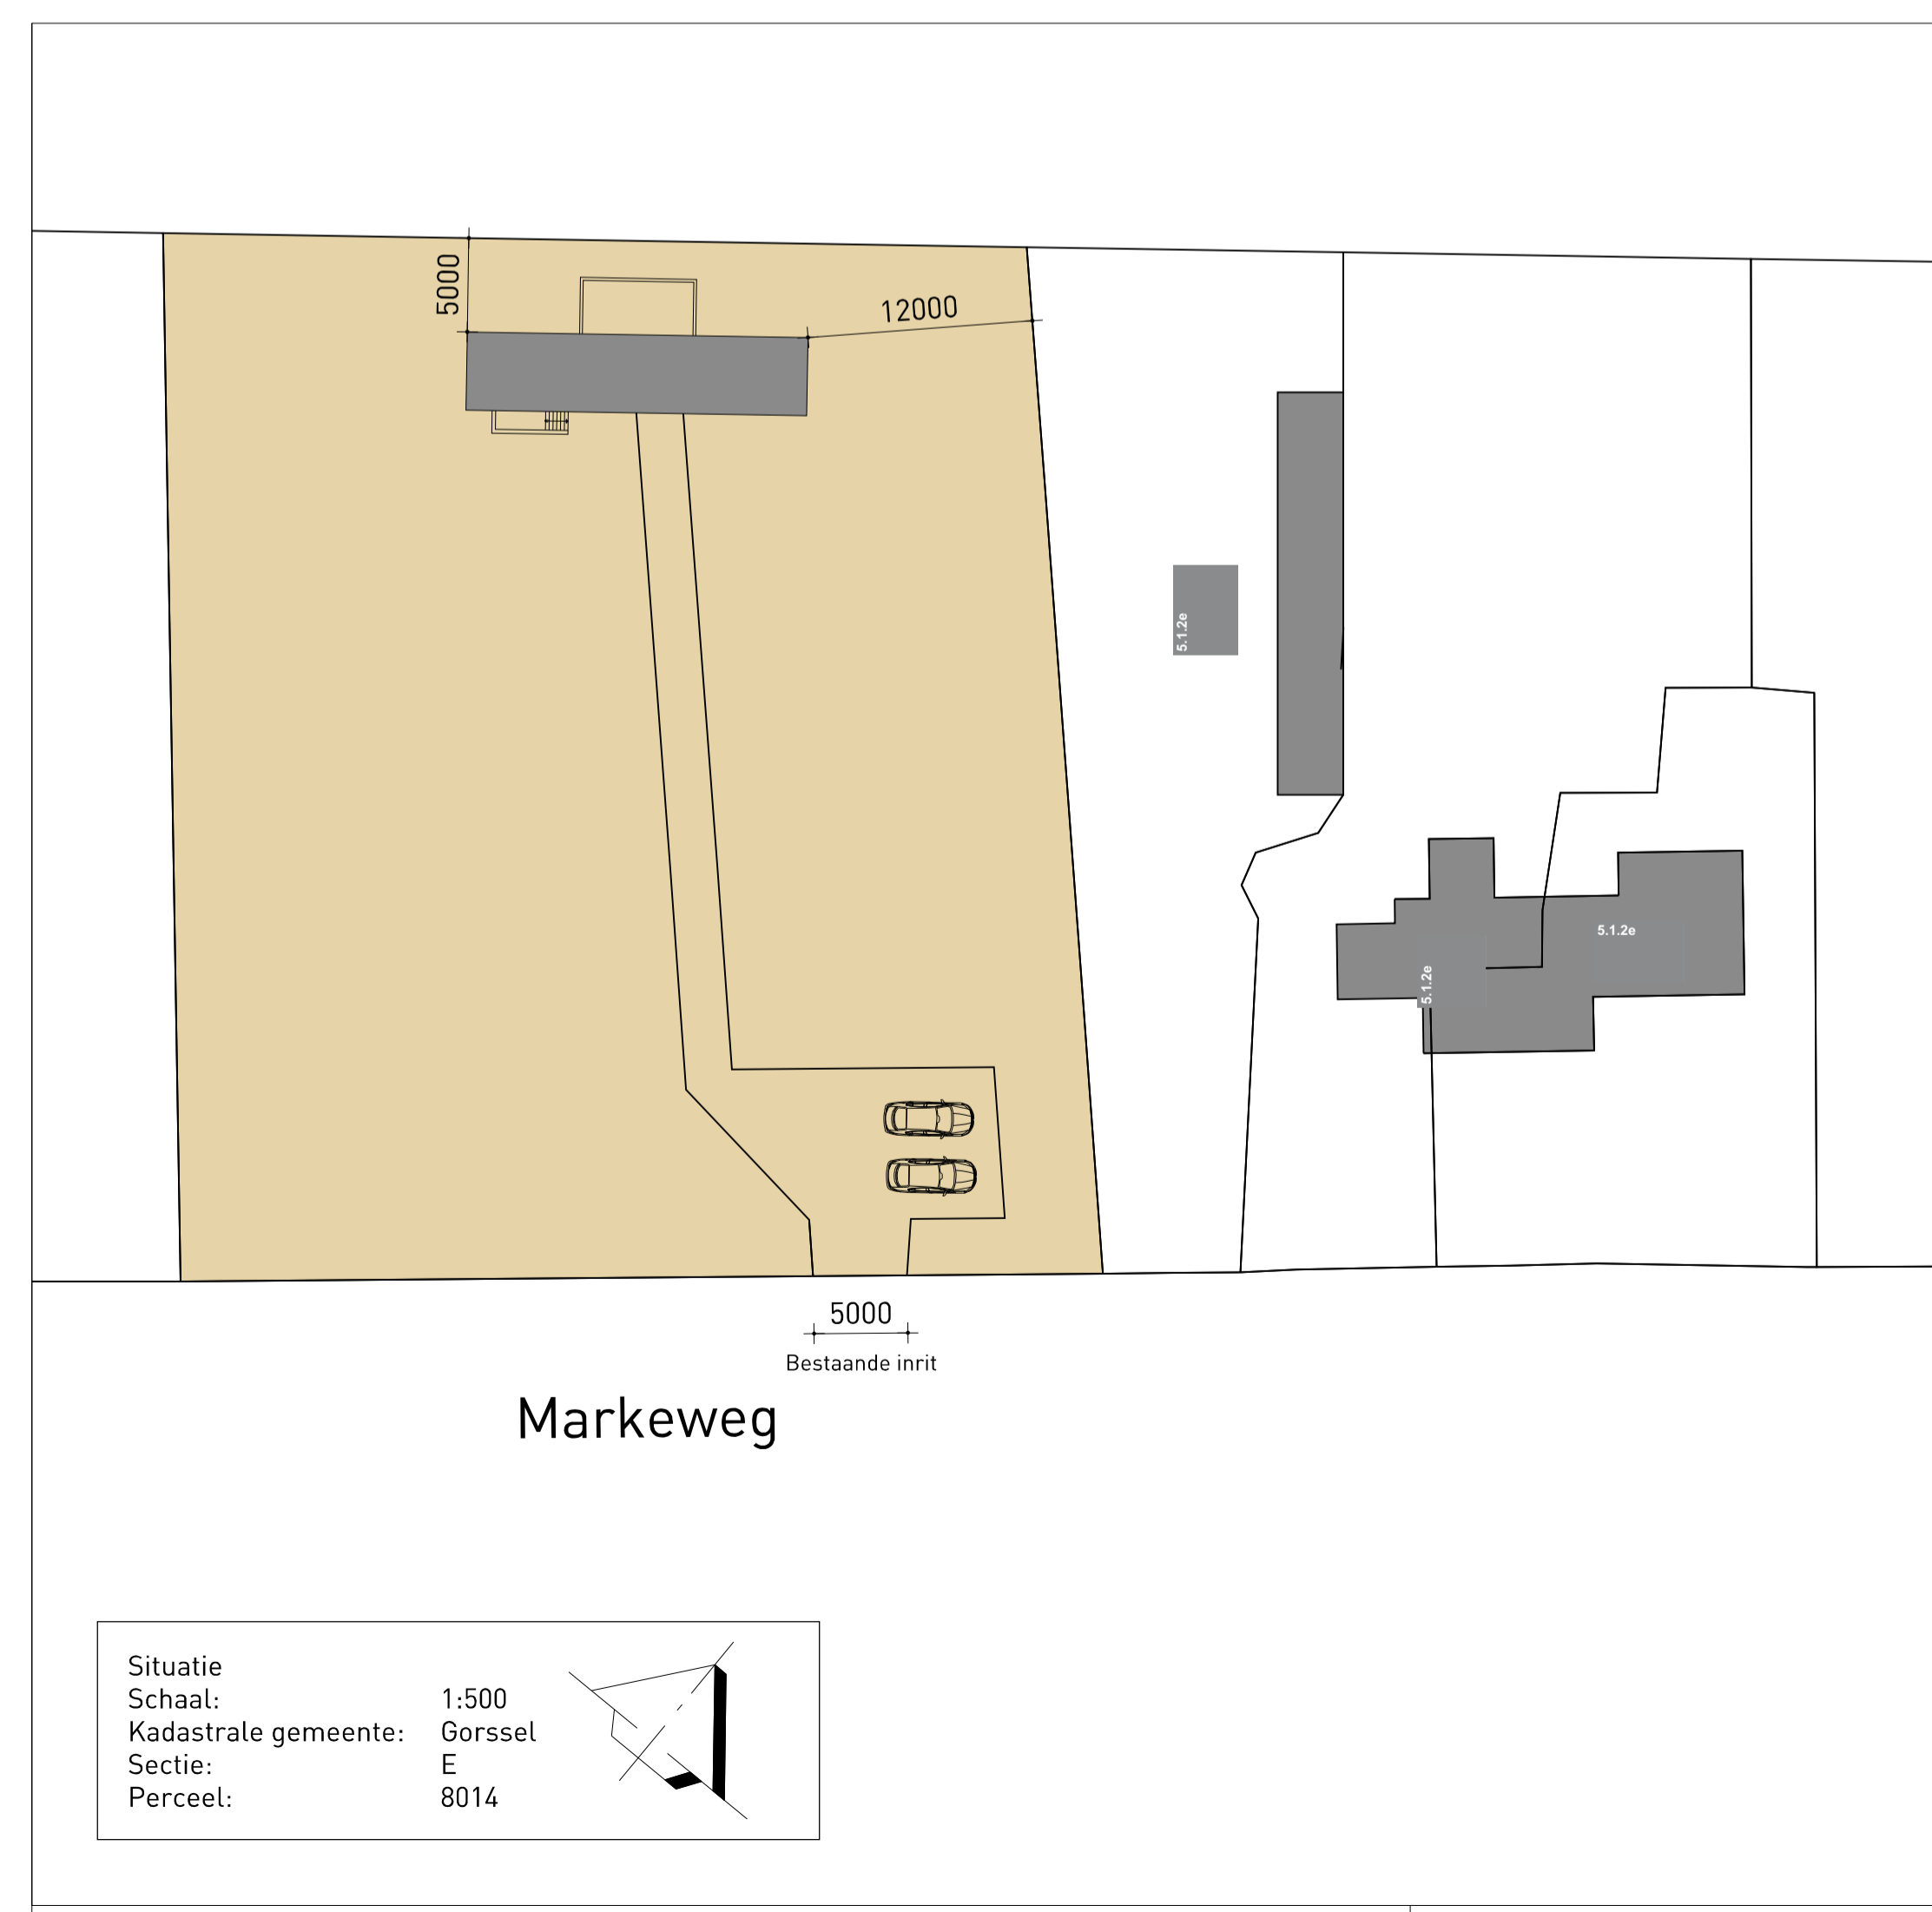 5000
12000
5.1.2e
5.1.2e
5.1.2e
5000
Bestaande inrit
Markeweg
Situatie
Schaal: 1:500
Kadastrale gemeente: Gorssel
Sectie: E
Perceel: 8014